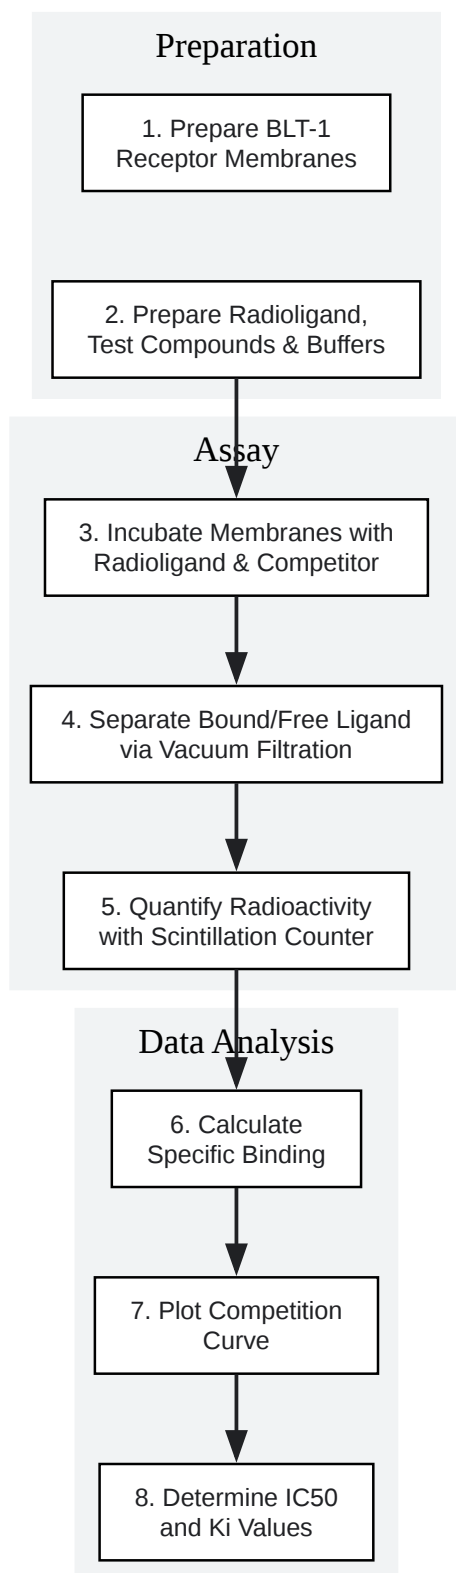 Preparation
1. Prepare BLT-1
Receptor Membranes
2. Prepare Radioligand,
Test Compounds & Buffers
Assay
3. Incubate Membranes with
Radioligand & Competitor
4. Separate Bound/Free Ligand
via Vacuum Filtration
5. Quantify Radioactivity
with Scintillation Counter
Data Analysis
6. Calculate
Specific Binding
7. Plot Competition
Curve
8. Determine IC50
and Ki Values